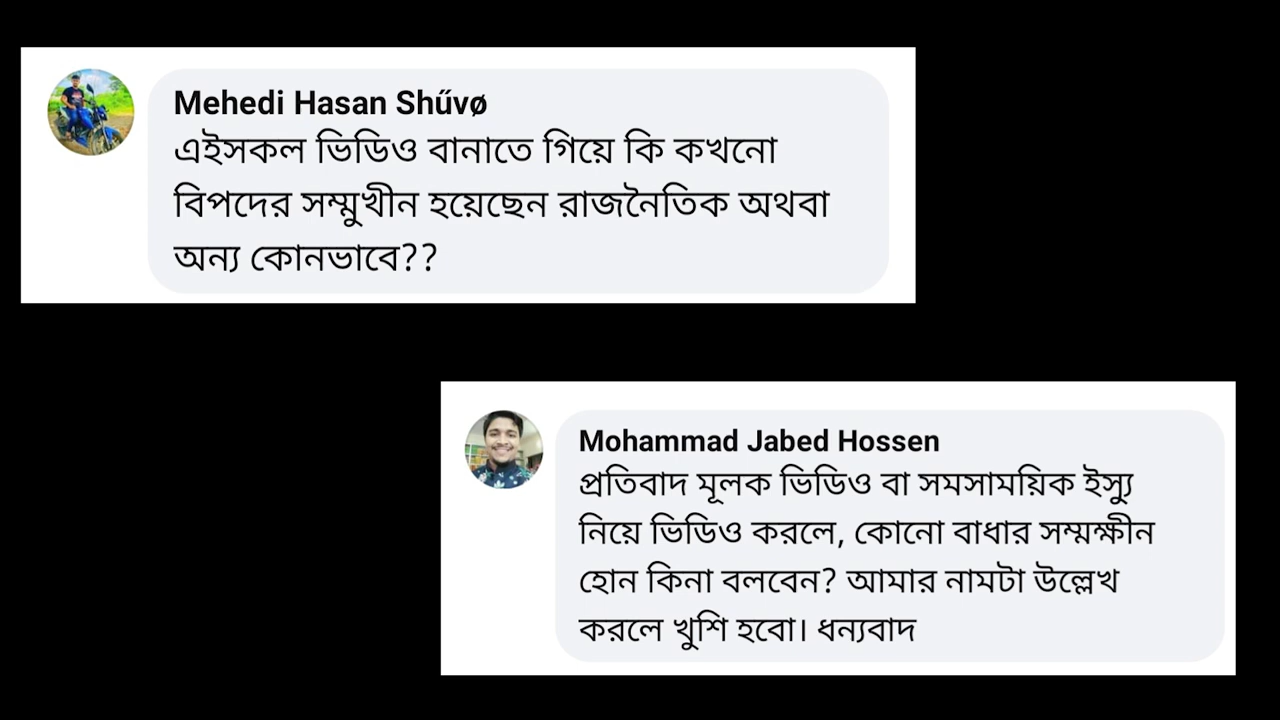 Mehedi Hasan Shűvø
এইসকল ভিডিও বানাতে গিয়ে কি কখনো
বিপদের সম্মুখীন হয়েছেন রাজনৈতিক অথবা
অন্য কোনভাবে??
Mohammad Jabed Hossen
প্রতিবাদ মূলক ভিডিও বা সমসাময়িক ইস্যু
নিয়ে ভিডিও করলে, কোনো বাধার সম্মক্ষীন
হোন কিনা বলবেন? আমার নামটা উল্লেখ
করলে খুশি হবো। ধন্যবাদ